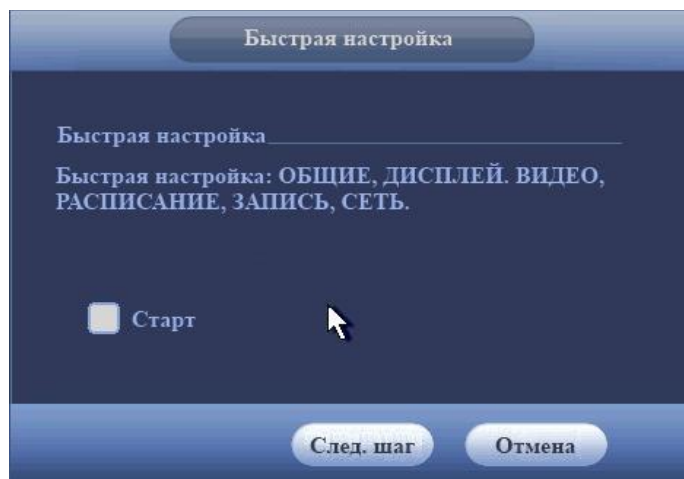 Быстрая настройка
Быстрая настройка
Быстрая настройка: ОБЩИЕ, ДИСПЛЕЙ. ВИДЕО,
РАСПИСАНИЕ, ЗАПИСЬ, СЕТЬ.
Старт
След. шаг Отмена